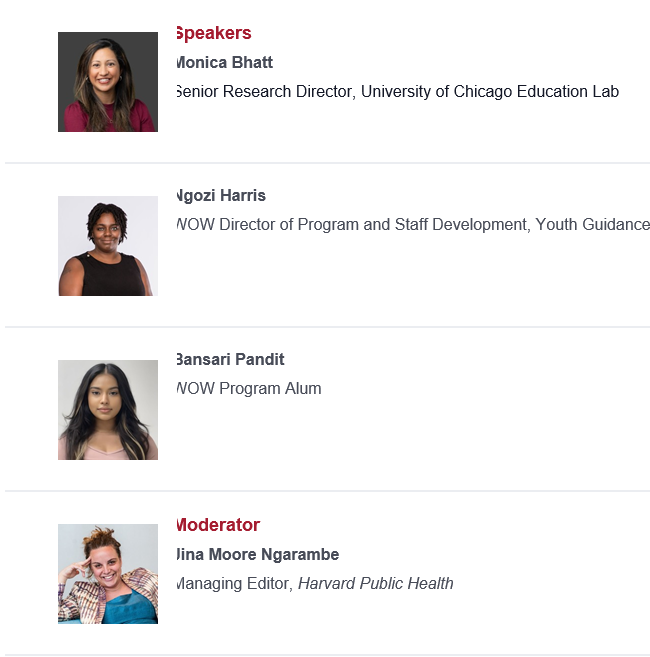 Speakers
Monica Bhatt
Senior Research Director, University of Chicago Education Lab
Ngozi Harris
WOW Director of Program and Staff Development, Youth Guidance
Bansari Pandit
WOW Program Alum
Moderator
Jina Moore Ngarambe
Managing Editor, Harvard Public Health